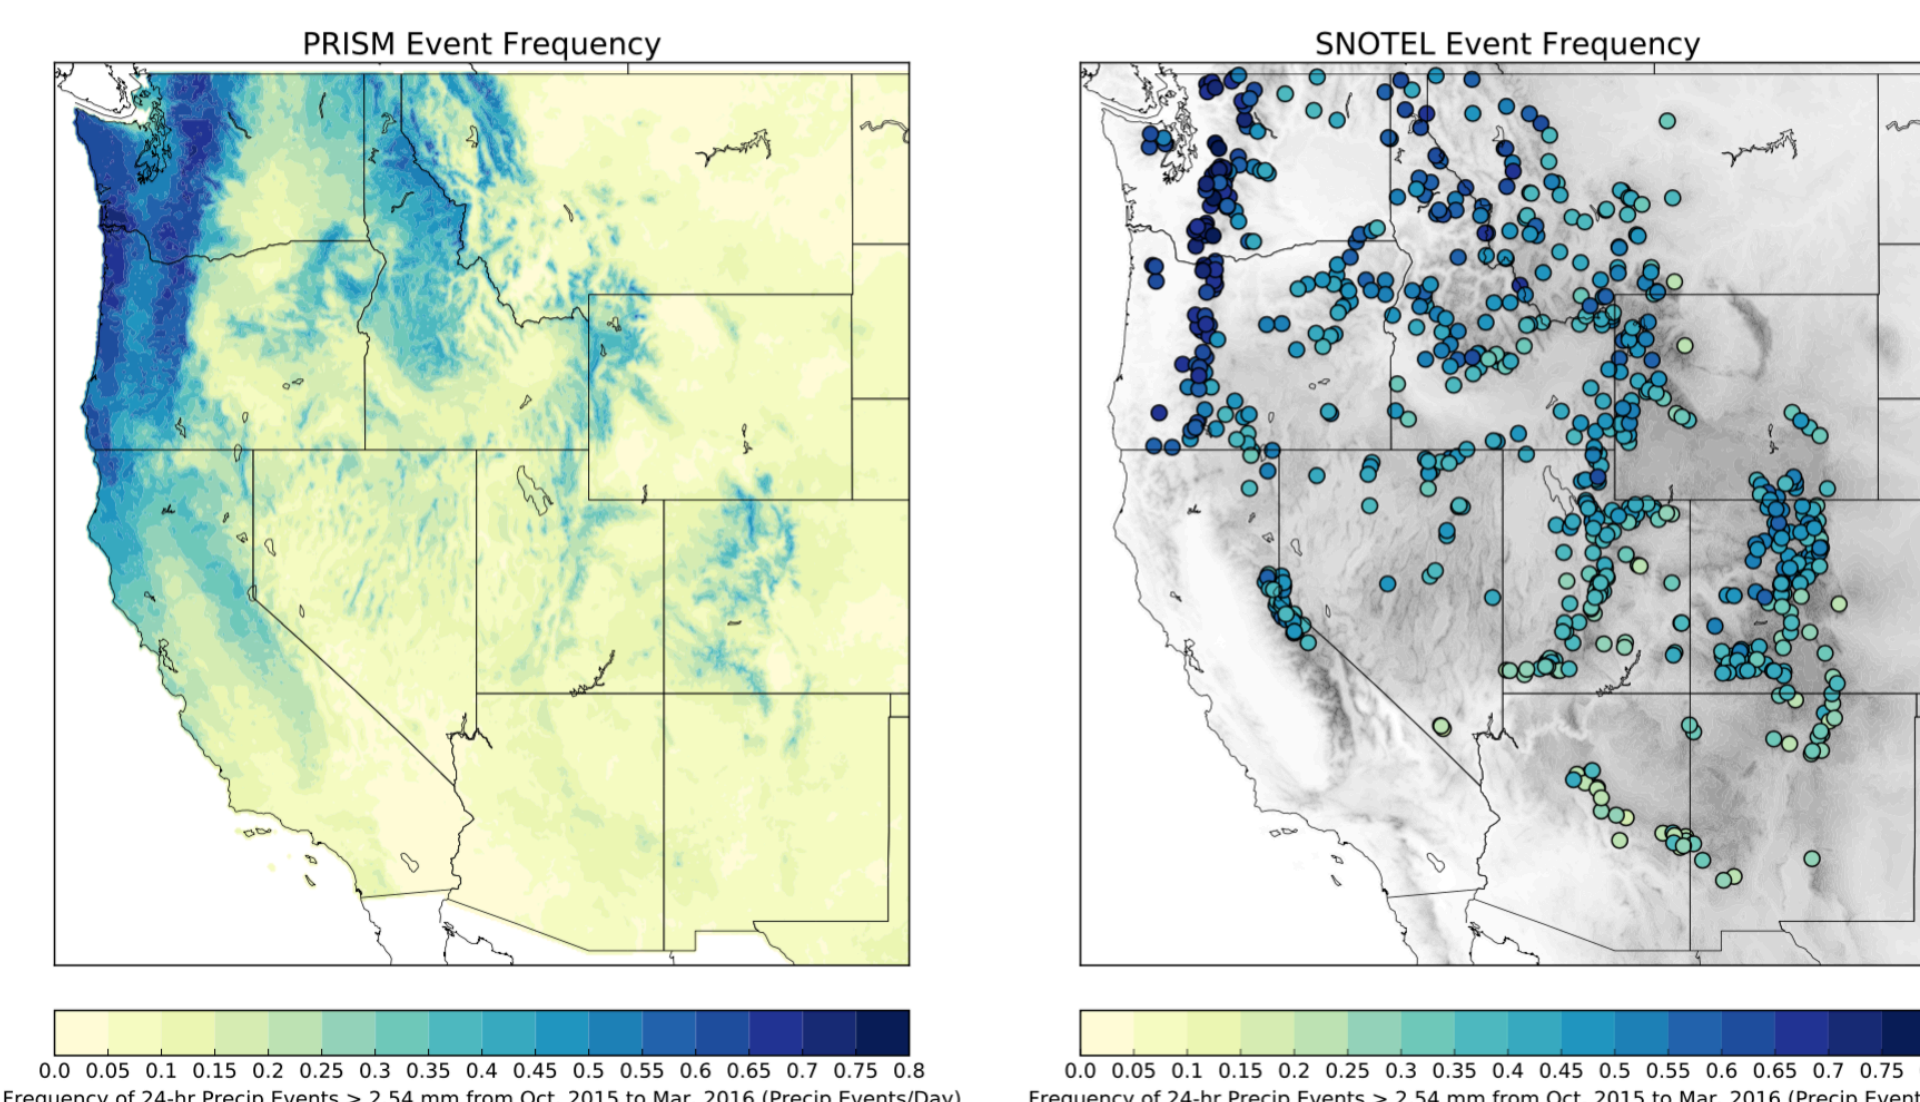 PRISM Event Frequency
SNOTEL Event Frequency
0.0 0.05 0.1 0.15 0.2 0.25 0.3 0.35 0.4 0.45 0.5 0.55 0.6 0.65 0.7 0.75 0.8
0.0 0.05 0.1 0.15 0.2 0.25 0.3 0.35 0.4 0.45 0.5 0.55 0.6 0.65 0.7 0.75
Frequency of 24-hr Precip Events > 2.54 mm from Oct. 2015 to Mar. 2016 (Precip Events/Day)
Frequency of 24-hr Precip Events > 2.54 mm from Oct. 2015 to Mar. 2016 (Precip Event